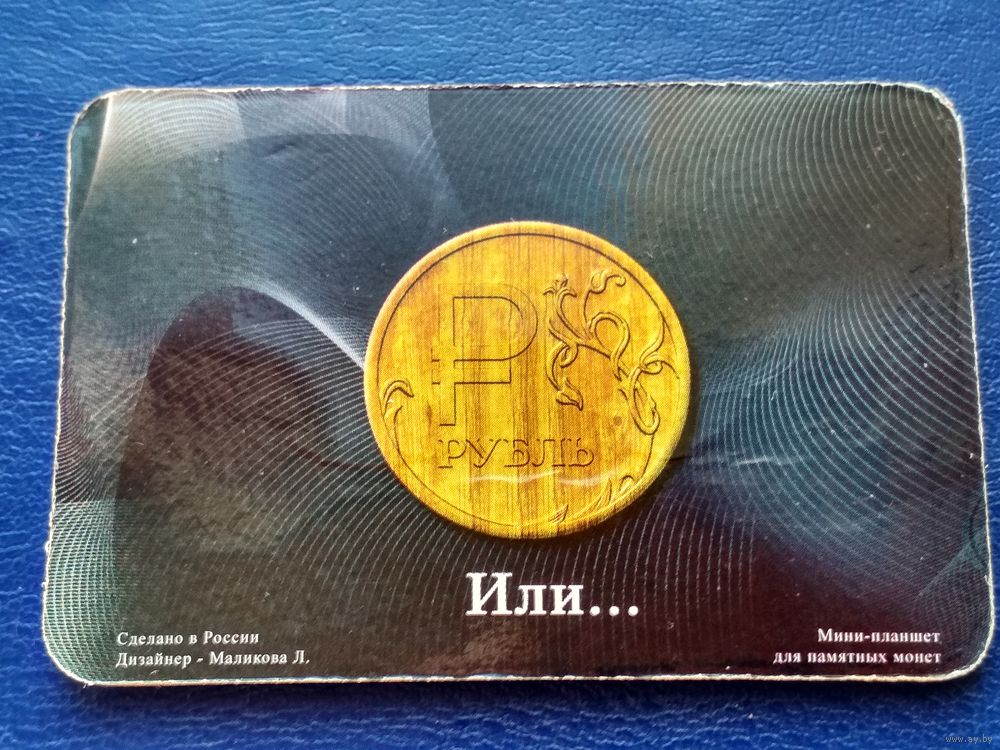 ₽
РУБЛЬ
Или...
Сделано в России
Дизайнер - Маликова Л.
Мини-планшет
для памятных монет
www.ay.by